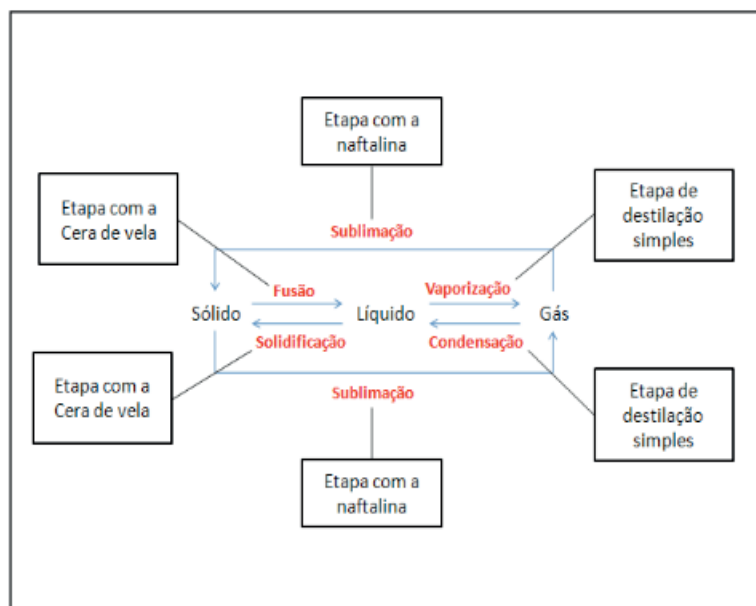 Etapa com a
naftalina
Etapa com a
Cera de vela
Etapa de
destilação
simples
Sublimação
Fusão
Vaporização
Sólido
Líquido
Gás
Solidificação
Condensação
Sublimação
Etapa com a
Cera de vela
Etapa de
destilação
simples
Etapa com a
naftalina